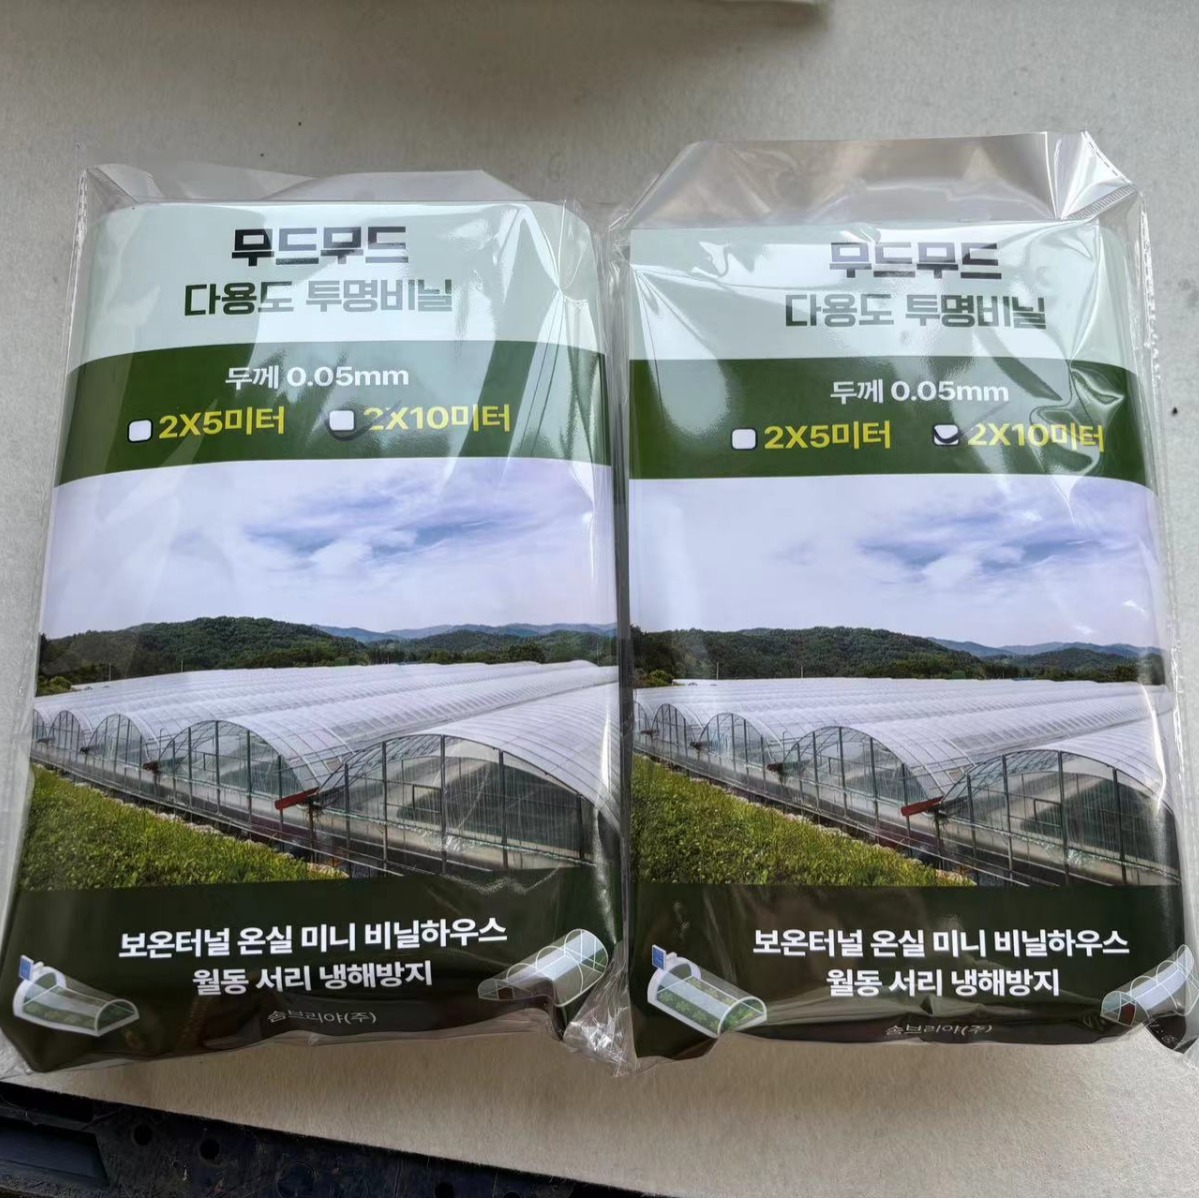 무드무드
다용도 투명비닐
두께 0.05mm
2X5미터 2X10미터
보온터널 온실 미니 비닐하우스
월동 서리 냉해방지
솜브리아(주)
무드무드
다용도 투명비닐
두께 0.05mm
2X5미터 2X10미터
보온터널 온실 미니 비닐하우스
월동 서리 냉해방지
솜브리아(주)